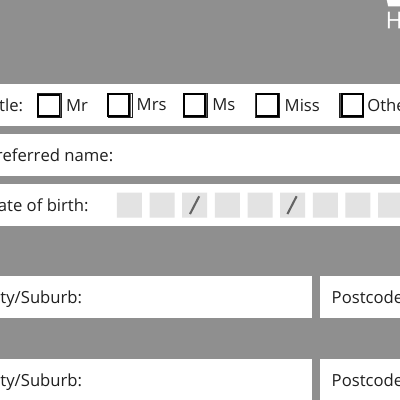 H
tle: Mr Mrs Ms Miss Othe
referred name:
ate of birth: / /
ty/Suburb: Postcode
ty/Suburb: Postcode